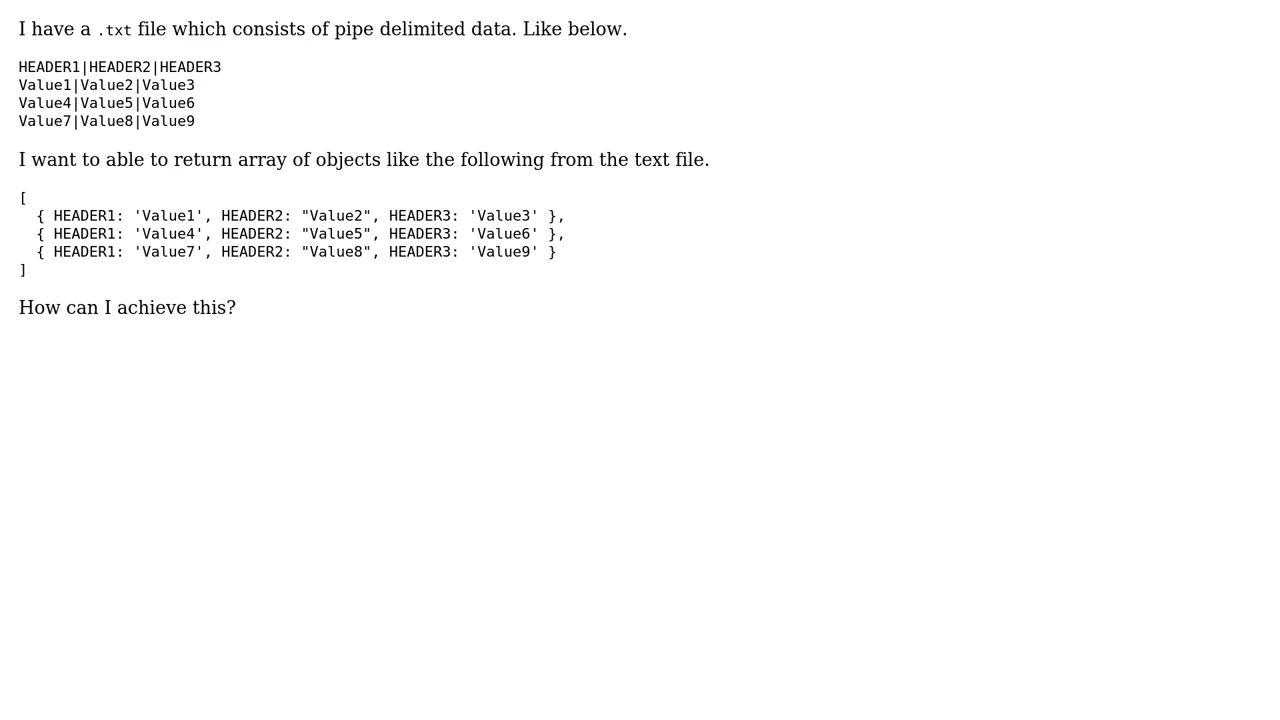 I have a .txt file which consists of pipe delimited data. Like below.
HEADER1|HEADER2|HEADER3
Value1|Value2|Value3
Value4|Value5|Value6
Value7|Value8|Value9
I want to able to return array of objects like the following from the text file.
[
  { HEADER1: 'Value1', HEADER2: "Value2", HEADER3: 'Value3' },
  { HEADER1: 'Value4', HEADER2: "Value5", HEADER3: 'Value6' },
  { HEADER1: 'Value7', HEADER2: "Value8", HEADER3: 'Value9' }
]
How can I achieve this?